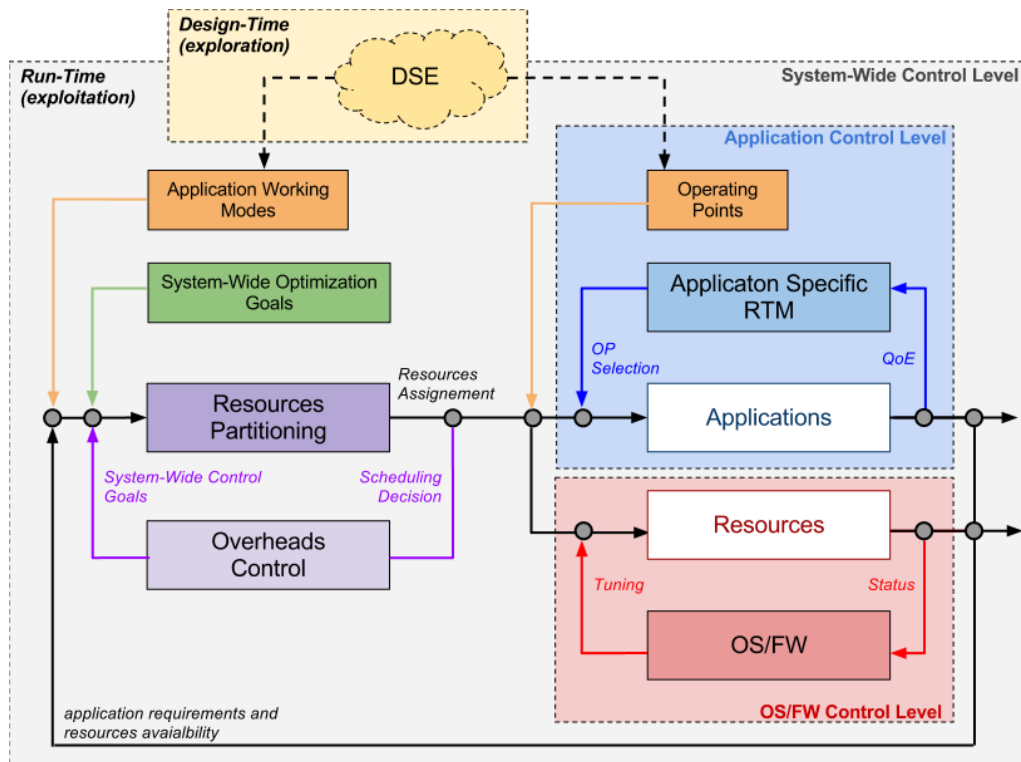 Design-Time
(exploration)
DSE
Run-Time
(exploitation)
System-Wide Control Level
Application Control Level
Application Working
Modes
Operating
Points
System-Wide Optimization
Goals
Applicaton Specific
RTM
OP
Selection
QoE
Resources
Assignement
Resources
Partitioning
Applications
System-Wide Control
Goals
Scheduling
Decision
Resources
Overheads
Control
Tuning
Status
OS/FW
application requirements and
resources avaialbility
OS/FW Control Level